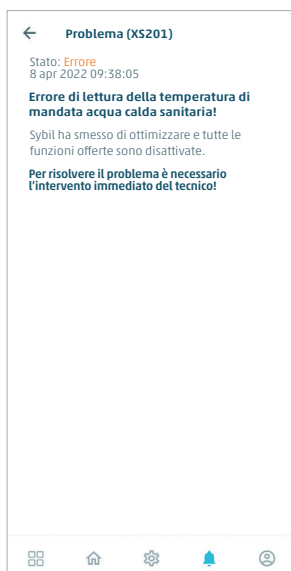 Problema (XS201)
Stato: Errore
8 apr 2022 09:38:05
Errore di lettura della temperatura di
mandata acqua calda sanitaria!
Sybil ha smesso di ottimizzare e tutte le
funzioni offerte sono disattivate.
Per risolvere il problema è necessario
l'intervento immediato del tecnico!